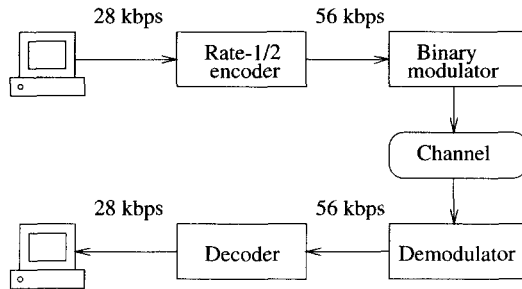 28 kbps
56 kbps
Rate-1/2
encoder
Binary
modulator
Channel
28 kbps
56 kbps
Decoder
Demodulator